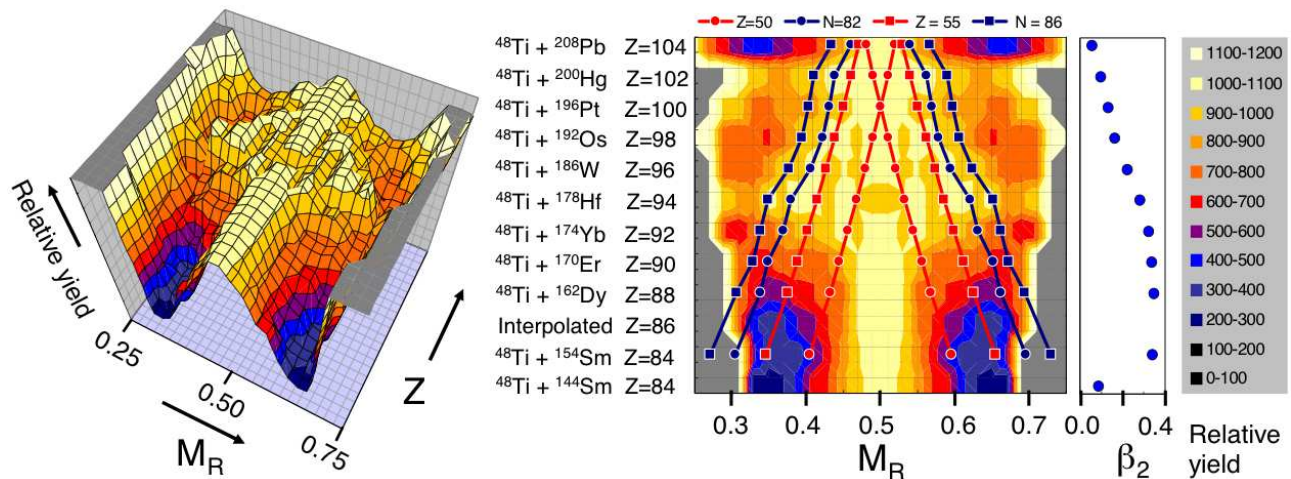 Relative yield
0.25
0.50
0.75
M_R
Z
Z=50 N=82 Z = 55 N = 86
⁴⁸Ti + ²⁰⁸Pb Z=104
⁴⁸Ti + ²⁰⁰Hg Z=102
⁴⁸Ti + ¹⁹⁶Pt Z=100
⁴⁸Ti + ¹⁹²Os Z=98
⁴⁸Ti + ¹⁸⁶W Z=96
⁴⁸Ti + ¹⁷⁸Hf Z=94
⁴⁸Ti + ¹⁷⁴Yb Z=92
⁴⁸Ti + ¹⁷⁰Er Z=90
⁴⁸Ti + ¹⁶²Dy Z=88
Interpolated Z=86
⁴⁸Ti + ¹⁵⁴Sm Z=84
⁴⁸Ti + ¹⁴⁴Sm Z=84
0.3 0.4 0.5 0.6 0.7
M_R
0.0 0.4
β₂
1100-1200
1000-1100
900-1000
800-900
700-800
600-700
500-600
400-500
300-400
200-300
100-200
0-100
Relative
yield